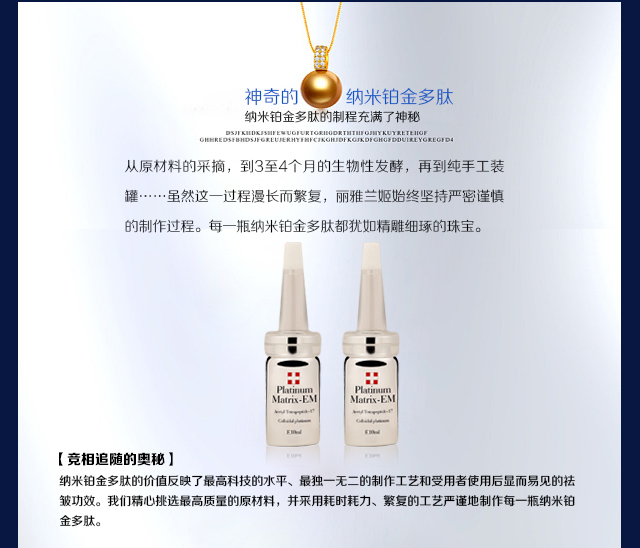 神奇的 纳米铂金多肽
纳米铂金多肽的制程充满了神秘
DSJFKHDKJSHFEWUGFURTGRHGDRTHTHFGJHYKUYRETEHGF
GHHREDSFBHDSJFGREUJERHYFHFCJKGHJDFKGJKDFGHGFDDUIREYGREGFD4
从原材料的采摘，到3至4个月的生物性发酵，再到纯手工装
罐……虽然这一过程漫长而繁复，丽雅兰姬始终坚持严密谨慎
的制作过程。每一瓶纳米铂金多肽都犹如精雕细琢的珠宝。
Platinum
Matrix-EM
Colloidal platinum
E10ml
Platinum
Matrix-EM
Colloidal platinum
E10ml
【竞相追随的奥秘】
纳米铂金多肽的价值反映了最高科技的水平、最独一无二的制作工艺和受用者使用后显而易见的祛
皱功效。我们精心挑选最高质量的原材料，并采用耗时耗力、繁复的工艺严谨地制作每一瓶纳米铂
金多肽。